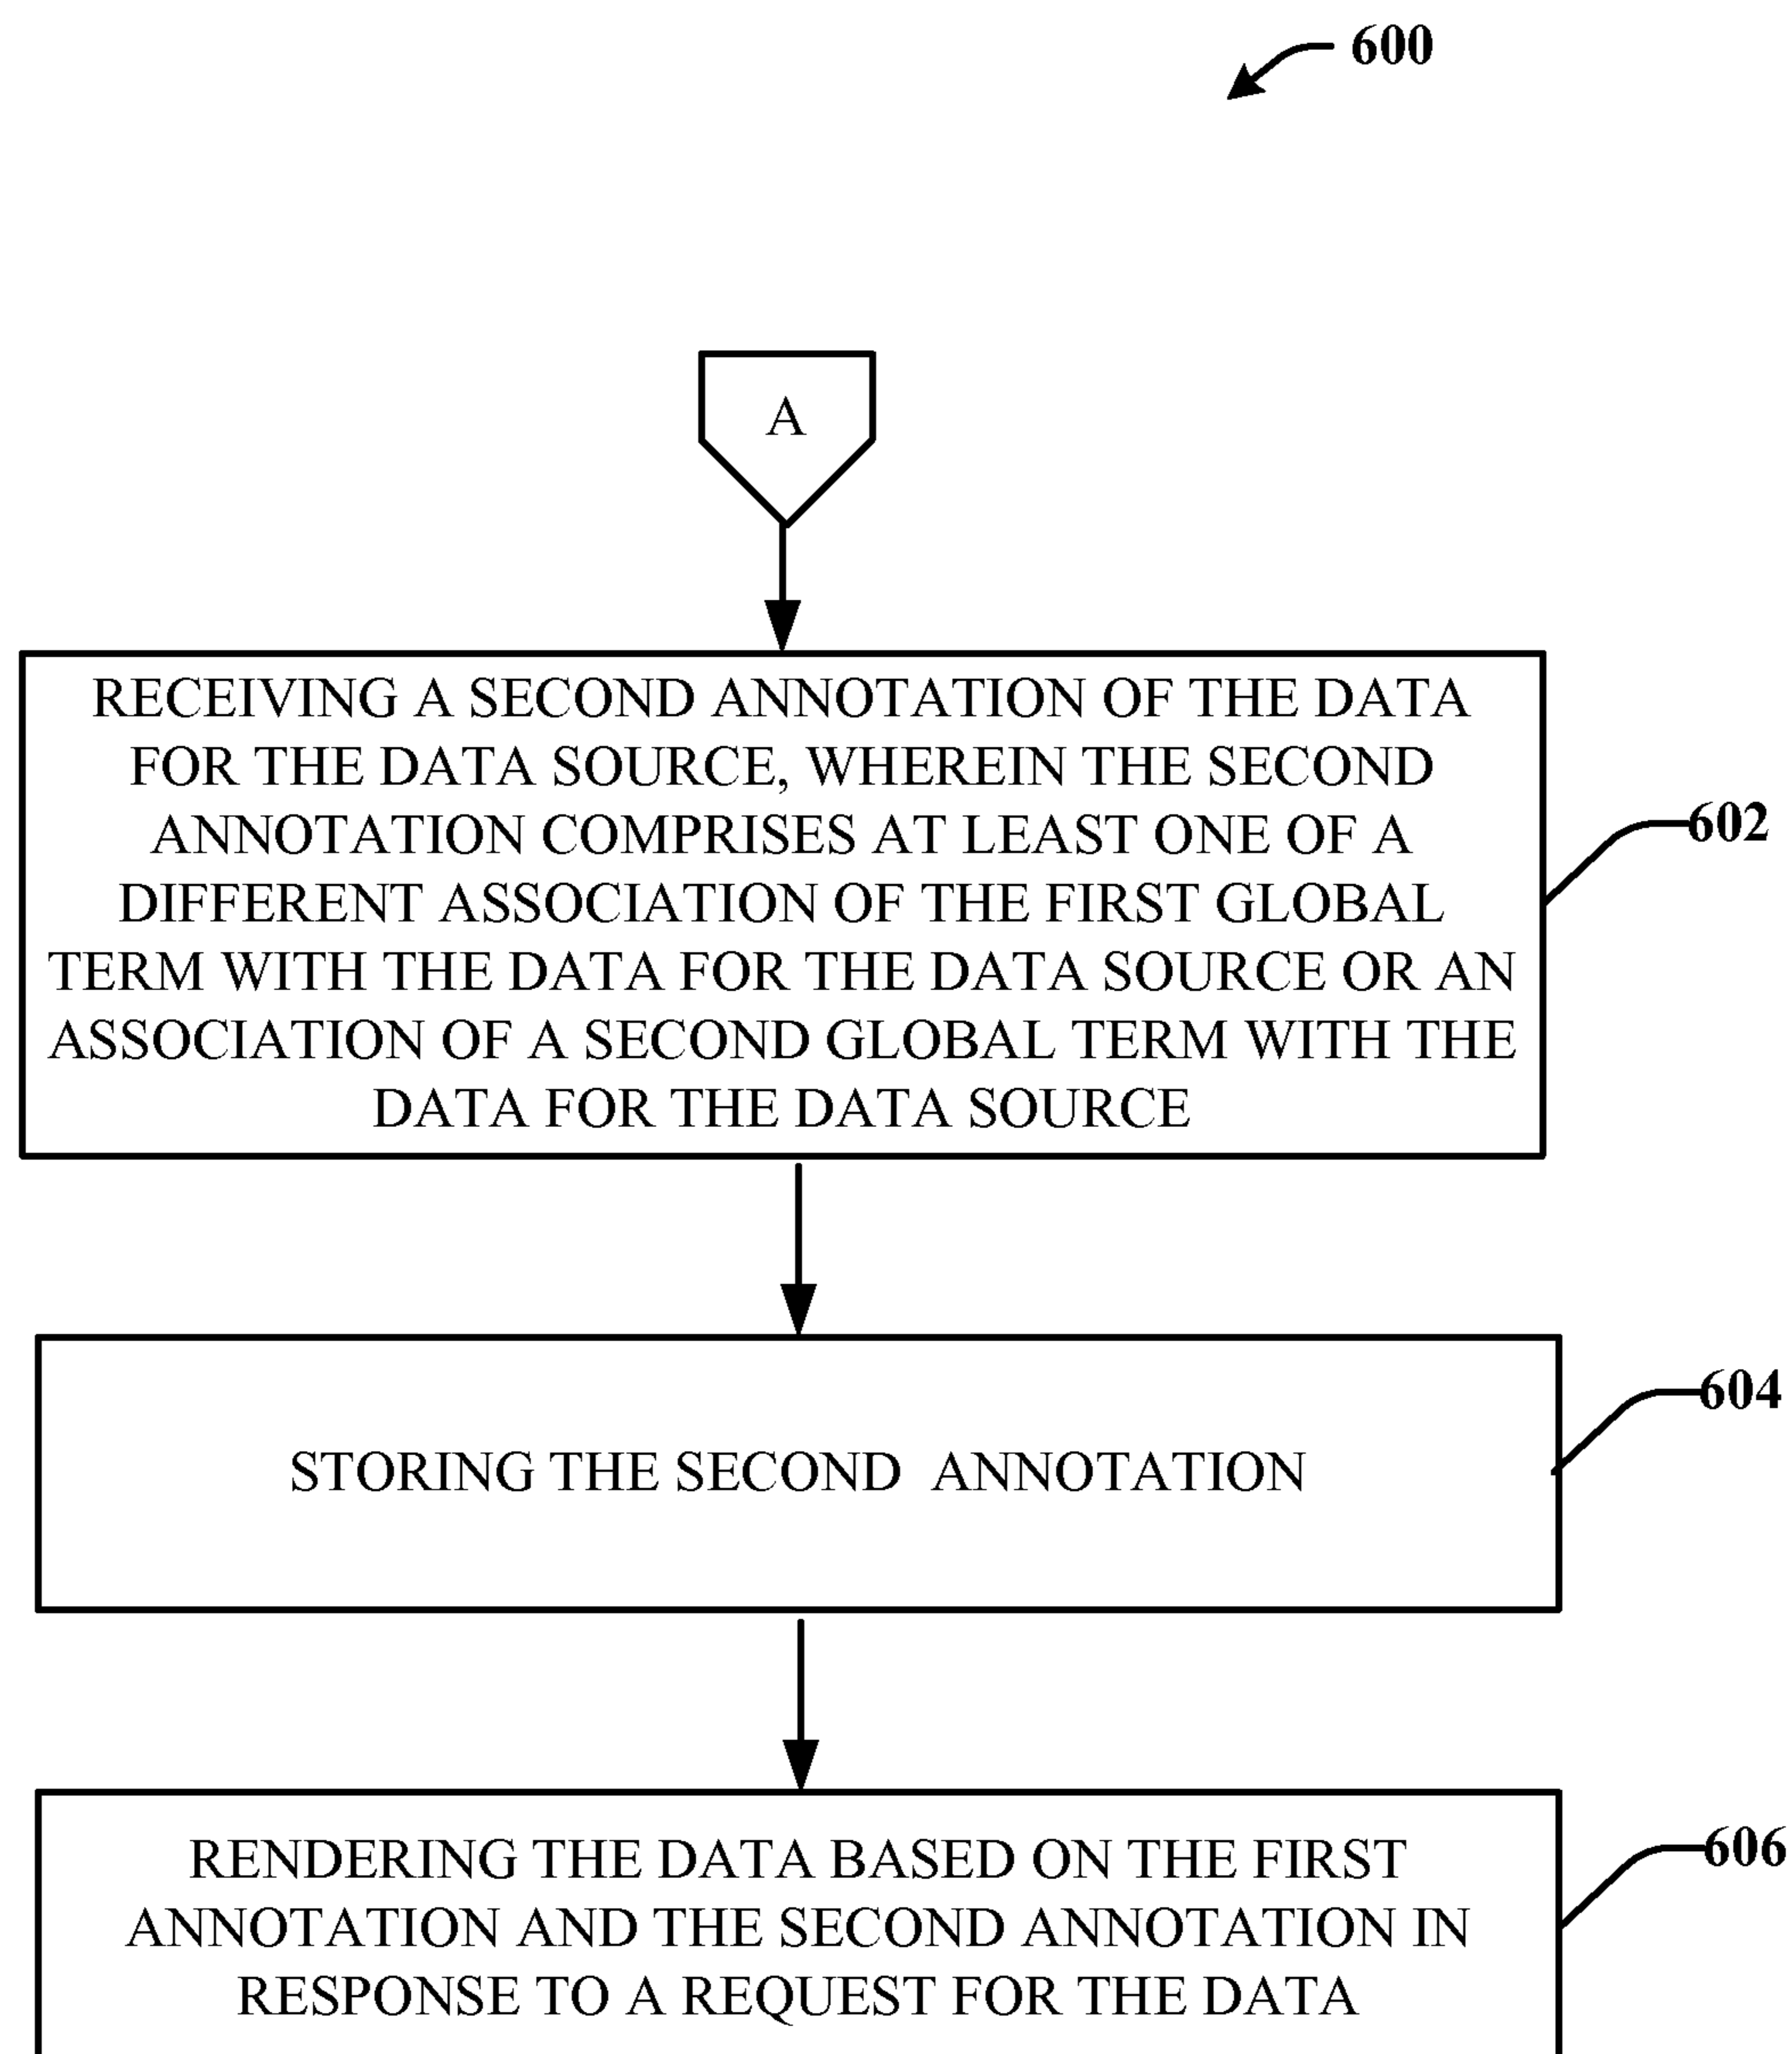 600
A
RECEIVING A SECOND ANNOTATION OF THE DATA
FOR THE DATA SOURCE, WHEREIN THE SECOND
ANNOTATION COMPRISES AT LEAST ONE OF A
DIFFERENT ASSOCIATION OF THE FIRST GLOBAL
TERM WITH THE DATA FOR THE DATA SOURCE OR AN
ASSOCIATION OF A SECOND GLOBAL TERM WITH THE
DATA FOR THE DATA SOURCE
602
STORING THE SECOND ANNOTATION
604
RENDERING THE DATA BASED ON THE FIRST
ANNOTATION AND THE SECOND ANNOTATION IN
RESPONSE TO A REQUEST FOR THE DATA
606